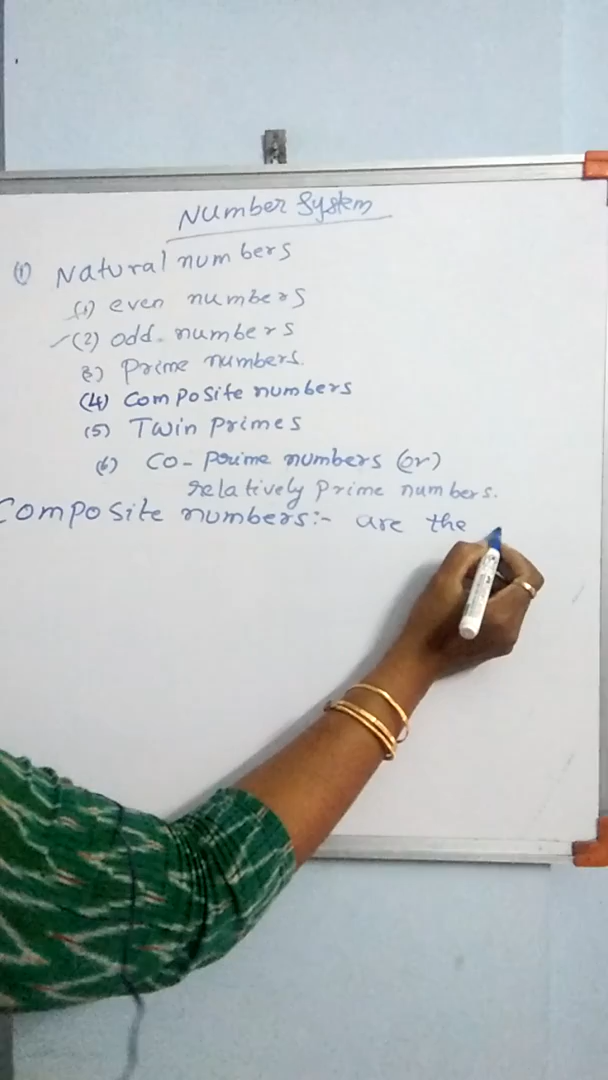 Number System
(1) Natural numbers
(1) even numbers
(2) odd. numbers
3) Prime numbers.
(4) Composite numbers
(5) Twin Primes
(6) Co-prime numbers (or)
relatively prime numbers.
Composite numbers:- are the